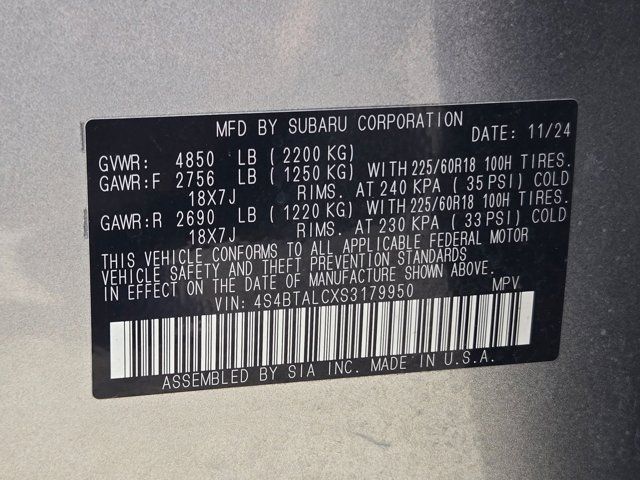 MFD BY SUBARU CORPORATION DATE: 11/24
GVWR: 4850 LB (2200 KG)
GAWR:F 2756 LB (1250 KG) WITH 225/60R18 100H TIRES.
18X7J RIMS. AT 240 KPA (35 PSI) COLD
GAWR:R 2690 LB (1220 KG) WITH 225/60R18 100H TIRES.
18X7J RIMS. AT 230 KPA (33 PSI) COLD
THIS VEHICLE CONFORMS TO ALL APPLICABLE FEDERAL MOTOR
VEHICLE SAFETY AND THEFT PREVENTION STANDARDS
IN EFFECT ON THE DATE OF MANUFACTURE SHOWN ABOVE.
VIN: 4S4BTALCXS3179950 MPV
ASSEMBLED BY SIA INC. MADE IN U.S.A.